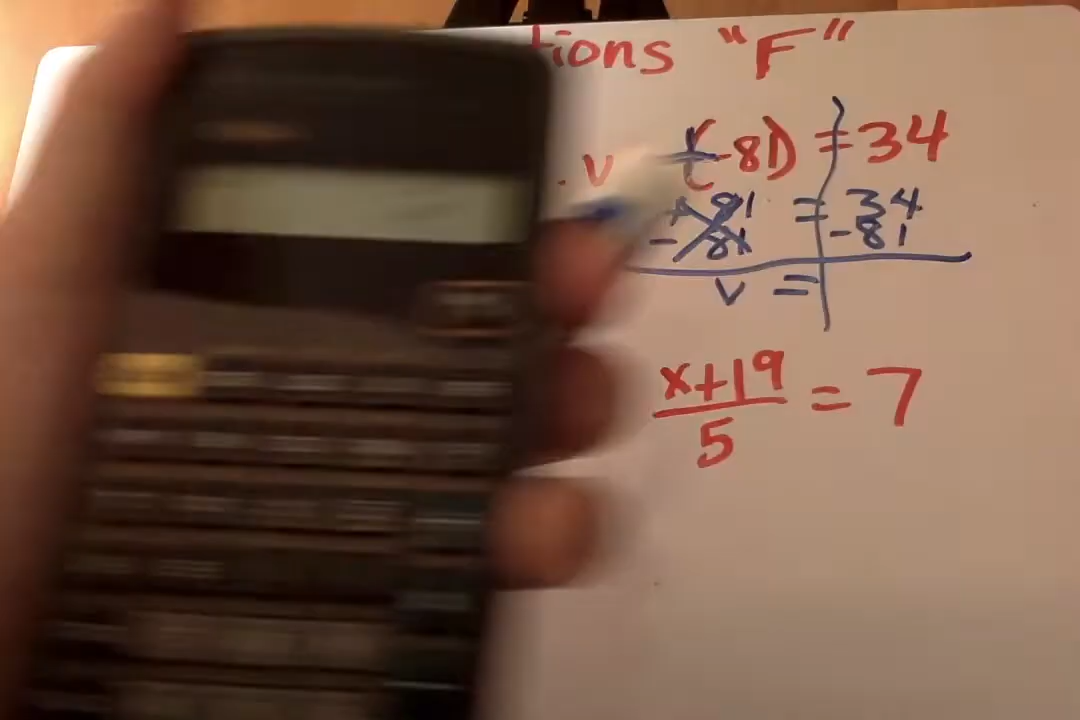 tions “F”
. v (-81) = 34
+ 81 = 34
- 81 - 81
v =
x+19 = 7
5